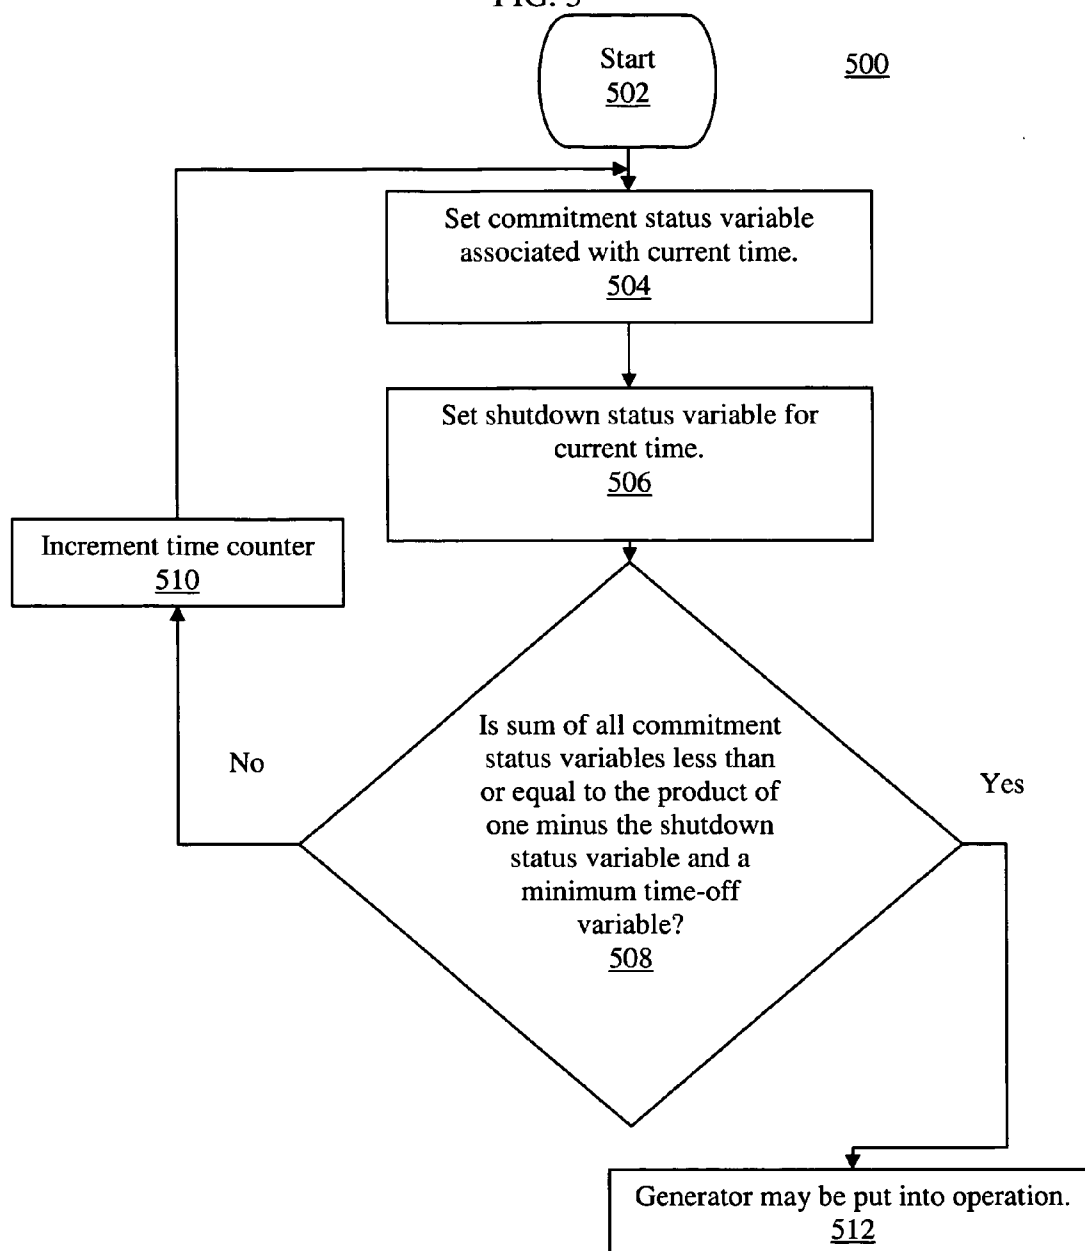 Start
502
500
Set commitment status variable
associated with current time.
504
Set shutdown status variable for
current time.
506
Increment time counter
510
Is sum of all commitment
status variables less than
or equal to the product of
one minus the shutdown
status variable and a
minimum time-off
variable?
508
No
Yes
Generator may be put into operation.
512